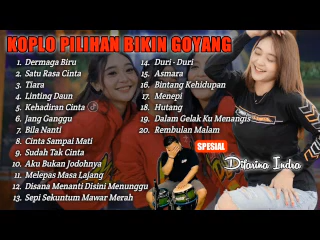 KOPLO PILIHAN BIKIN GOYANG
1. Dermaga Biru
2. Satu Rasa Cinta
3. Tiara
4. Linting Daun
5. Kehadiran Cinta
6. Jang Ganggu
7. Bila Nanti
8. Cinta Sampai Mati
9. Sudah Tak Cinta
10. Aku Bukan Jodohnya
11. Melepas Masa Lajang
12. Disana Menanti Disini Menunggu
13. Sepi Sekuntum Mawar Merah
14. Duri - Duri
15. Asmara
16. Bintang Kehidupan
17. Menepi
18. Hutang
19. Dalam Gelak Ku Menangis
20. Rembulan Malam
SPESIAL
Difarina Indra